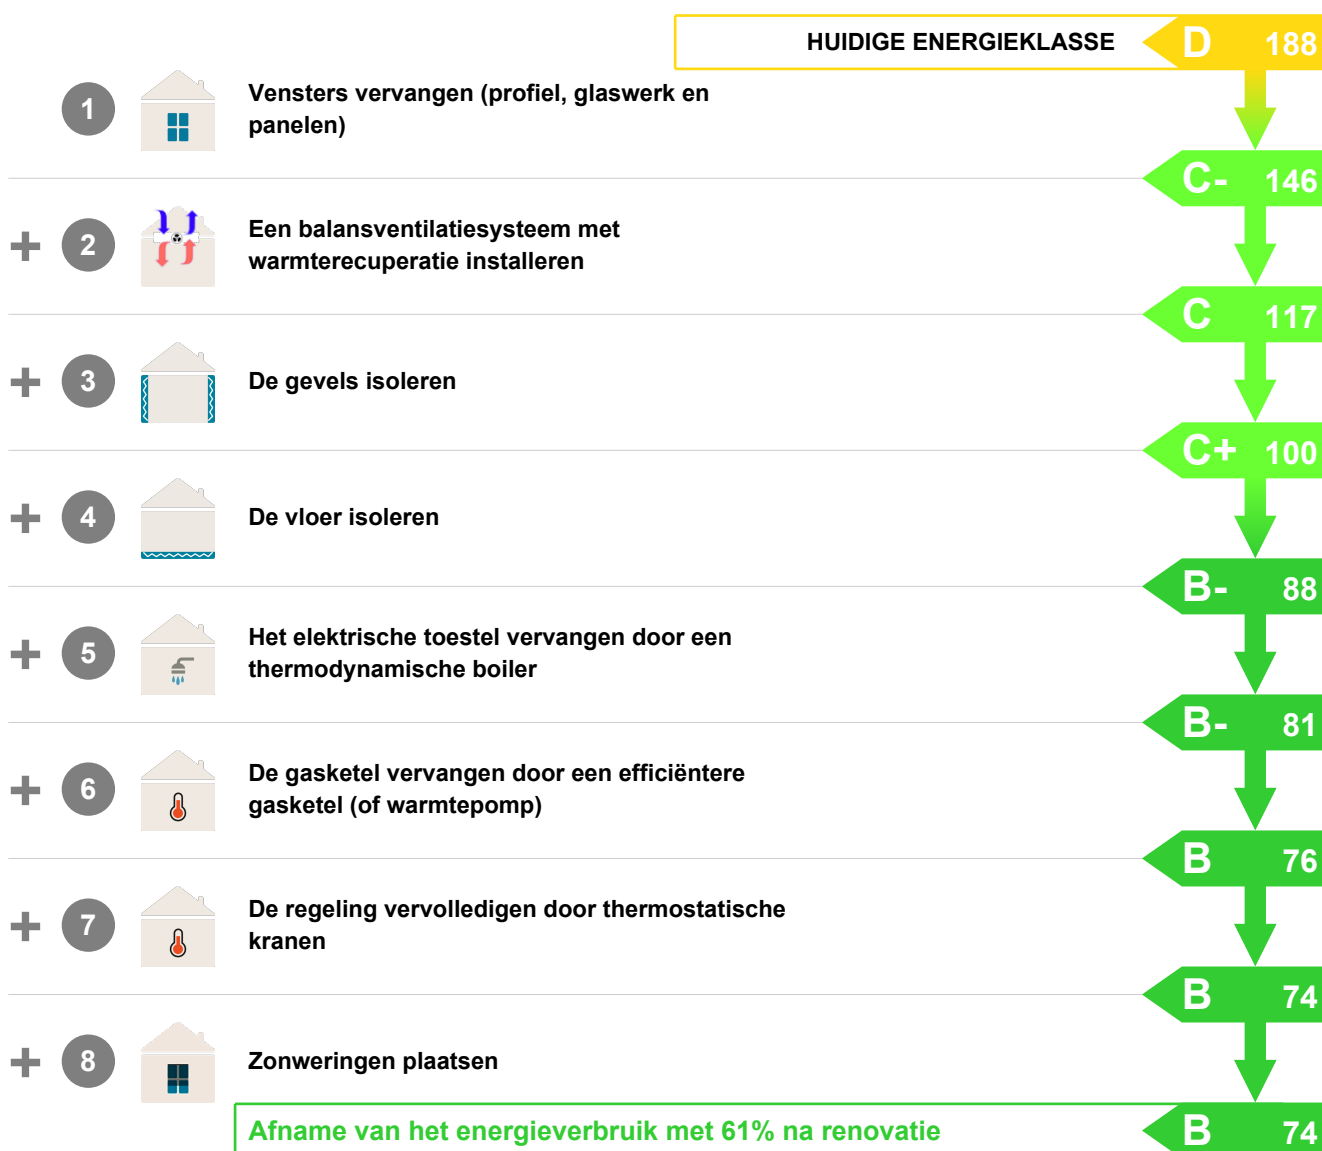 HUIDIGE ENERGIEKLASSE D 188
1 Vensters vervangen (profiel, glaswerk en
panelen)
C- 146
+ 2 Een balansventilatiesysteem met
warmterecuperatie installeren
C 117
+ 3 De gevels isoleren
C+ 100
+ 4 De vloer isoleren
B- 88
+ 5 Het elektrische toestel vervangen door een
thermodynamische boiler
B- 81
+ 6 De gasketel vervangen door een efficiëntere
gasketel (of warmtepomp)
B 76
+ 7 De regeling vervolledigen door thermostatische
kranen
B 74
+ 8 Zonweringen plaatsen
Afname van het energieverbruik met 61% na renovatie B 74